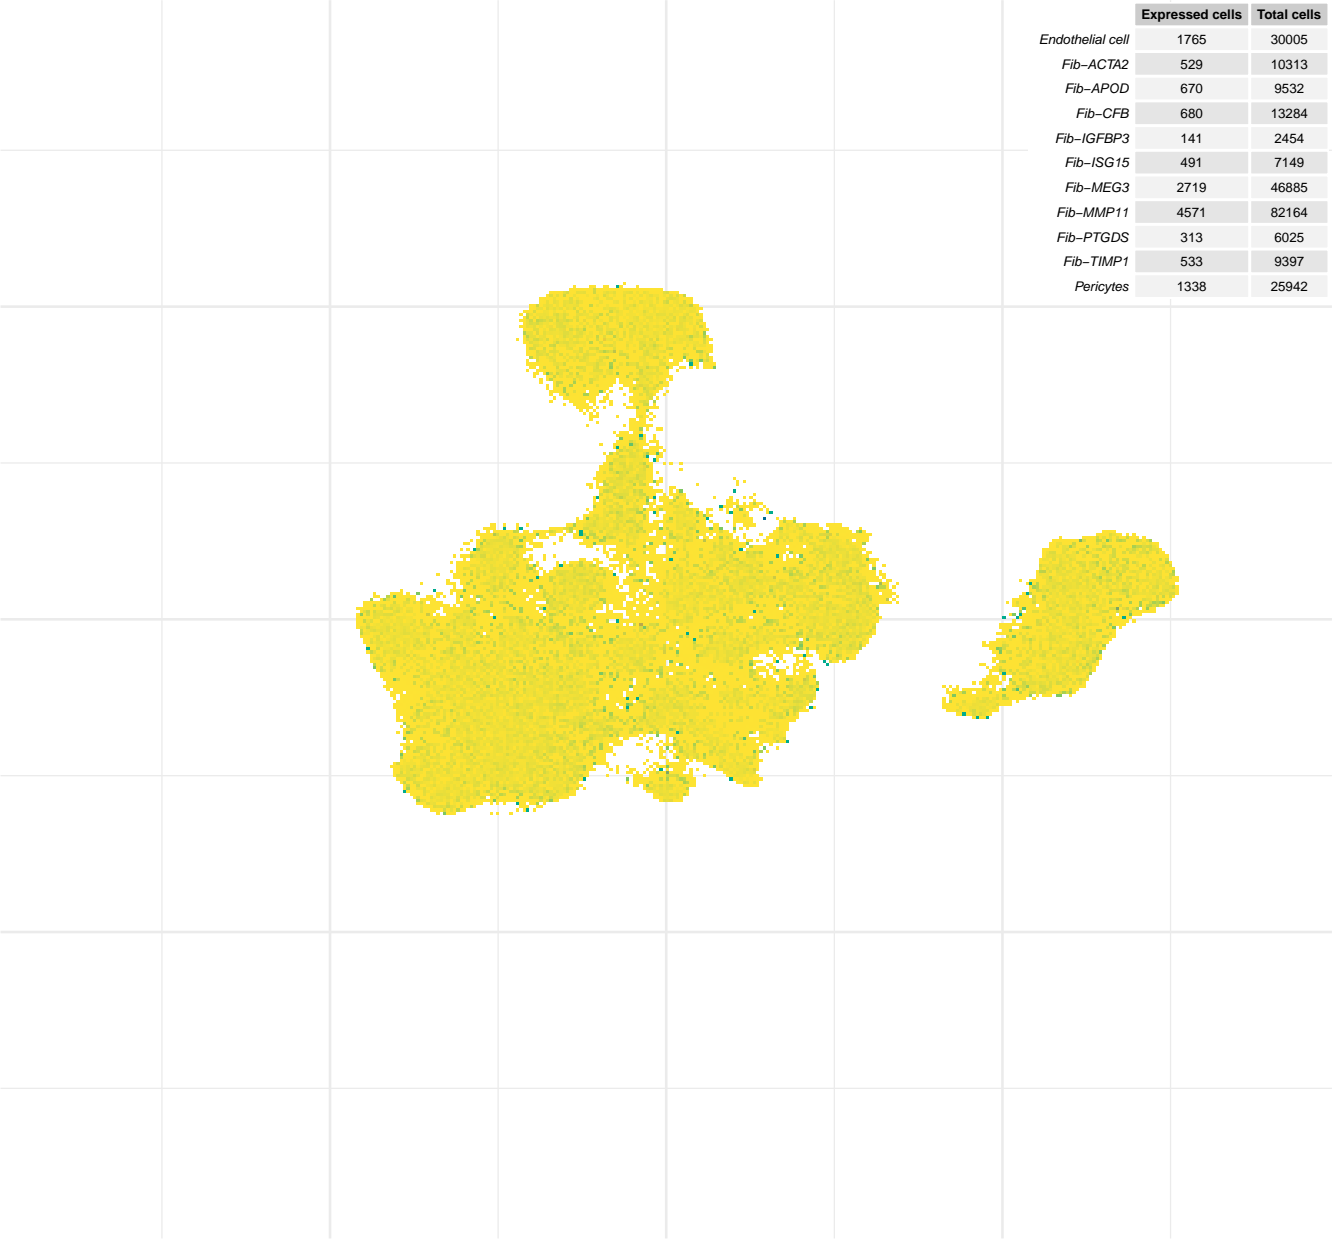 Expressed cells Total cells
Endothelial cell 1765 30005
Fib−ACTA2 529 10313
Fib−APOD 670 9532
Fib−CFB 680 13284
Fib−IGFBP3 141 2454
Fib−ISG15 491 7149
Fib−MEG3 2719 46885
Fib−MMP11 4571 82164
Fib−PTGDS 313 6025
Fib−TIMP1 533 9397
Pericytes 1338 25942